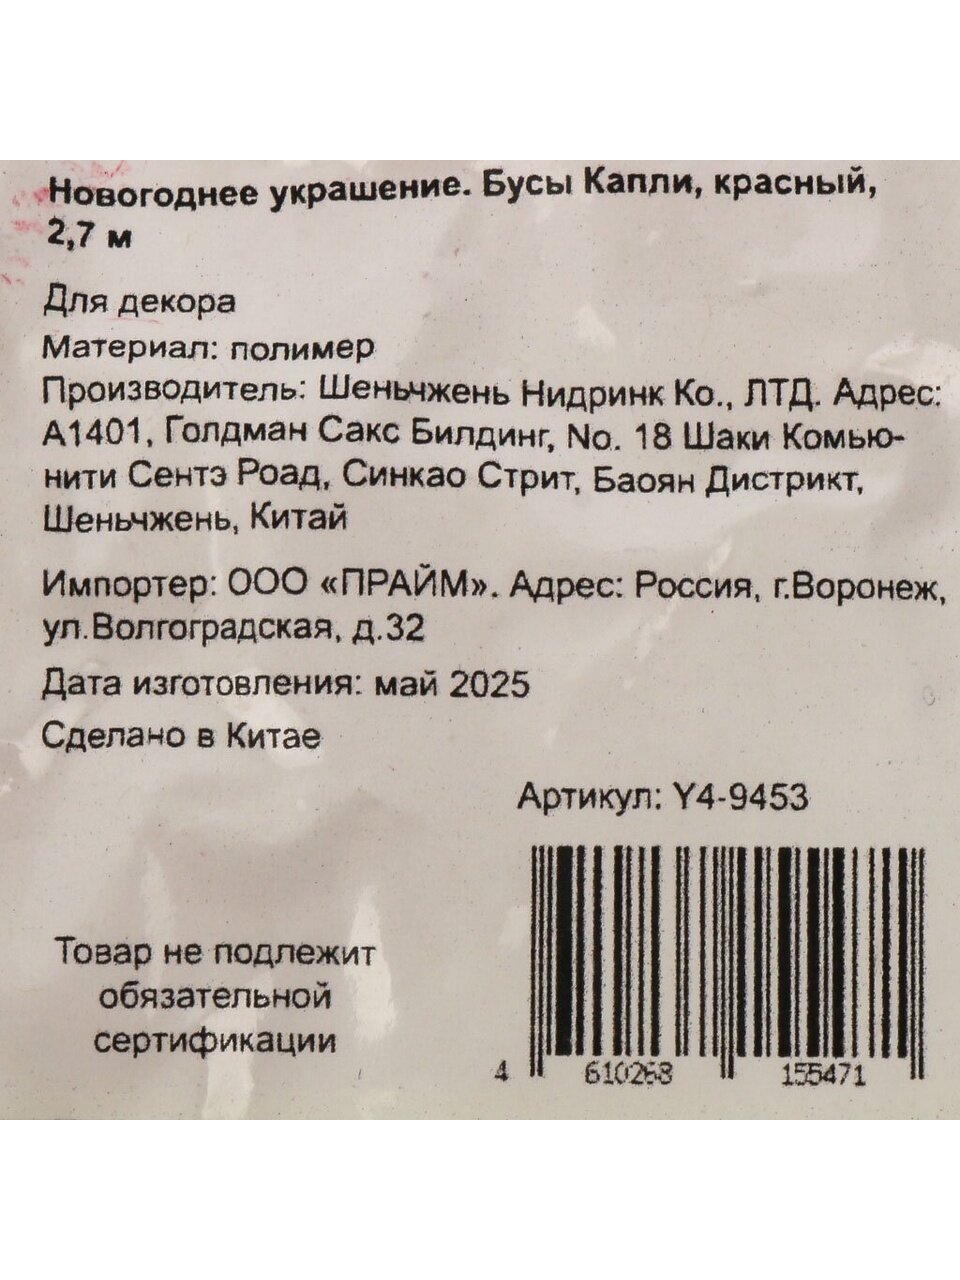 Новогоднее украшение. Бусы Капли, красный,
2,7 м
Для декора
Материал: полимер
Производитель: Шеньчжень Нидринк Ко., ЛТД. Адрес:
А1401, Голдман Сакс Билдинг, No. 18 Шаки Комью-
нити Сентэ Роад, Синкао Стрит, Баоян Дистрикт,
Шеньчжень, Китай
Импортер: ООО «ПРАЙМ». Адрес: Россия, г.Воронеж,
ул.Волгоградская, д.32
Дата изготовления: май 2025
Сделано в Китае
Артикул: Y4-9453
Товар не подлежит
обязательной
сертификации
4 610268 155471